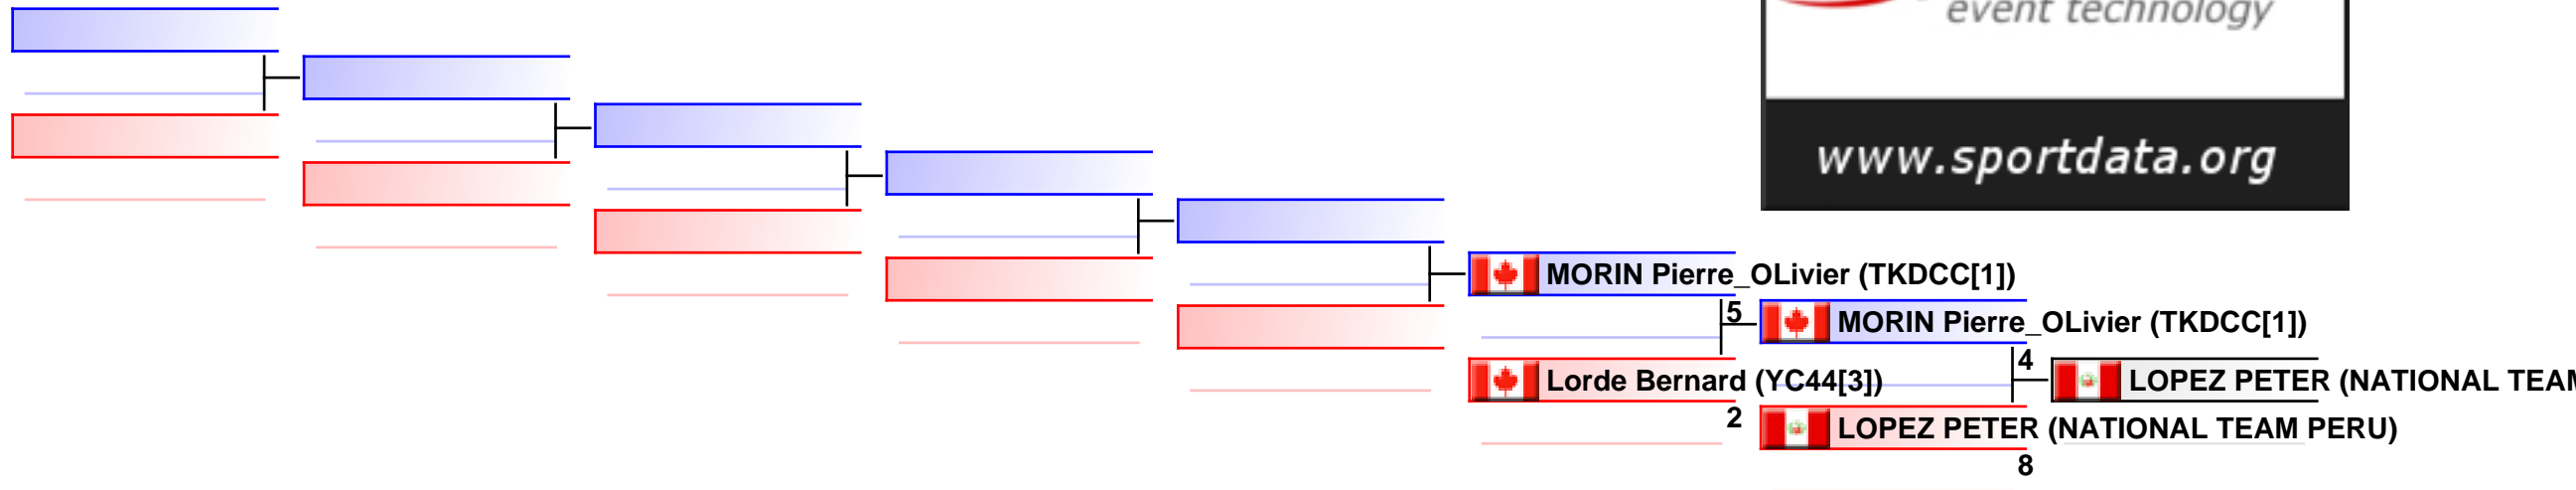 event technology
www.sportdata.org
MORIN Pierre_OLivier (TKDCC[1])
5
MORIN Pierre_OLivier (TKDCC[1])
Lorde Bernard (YC44[3])
2
4
LOPEZ PETER (NATIONAL TEAM
LOPEZ PETER (NATIONAL TEAM PERU)
8